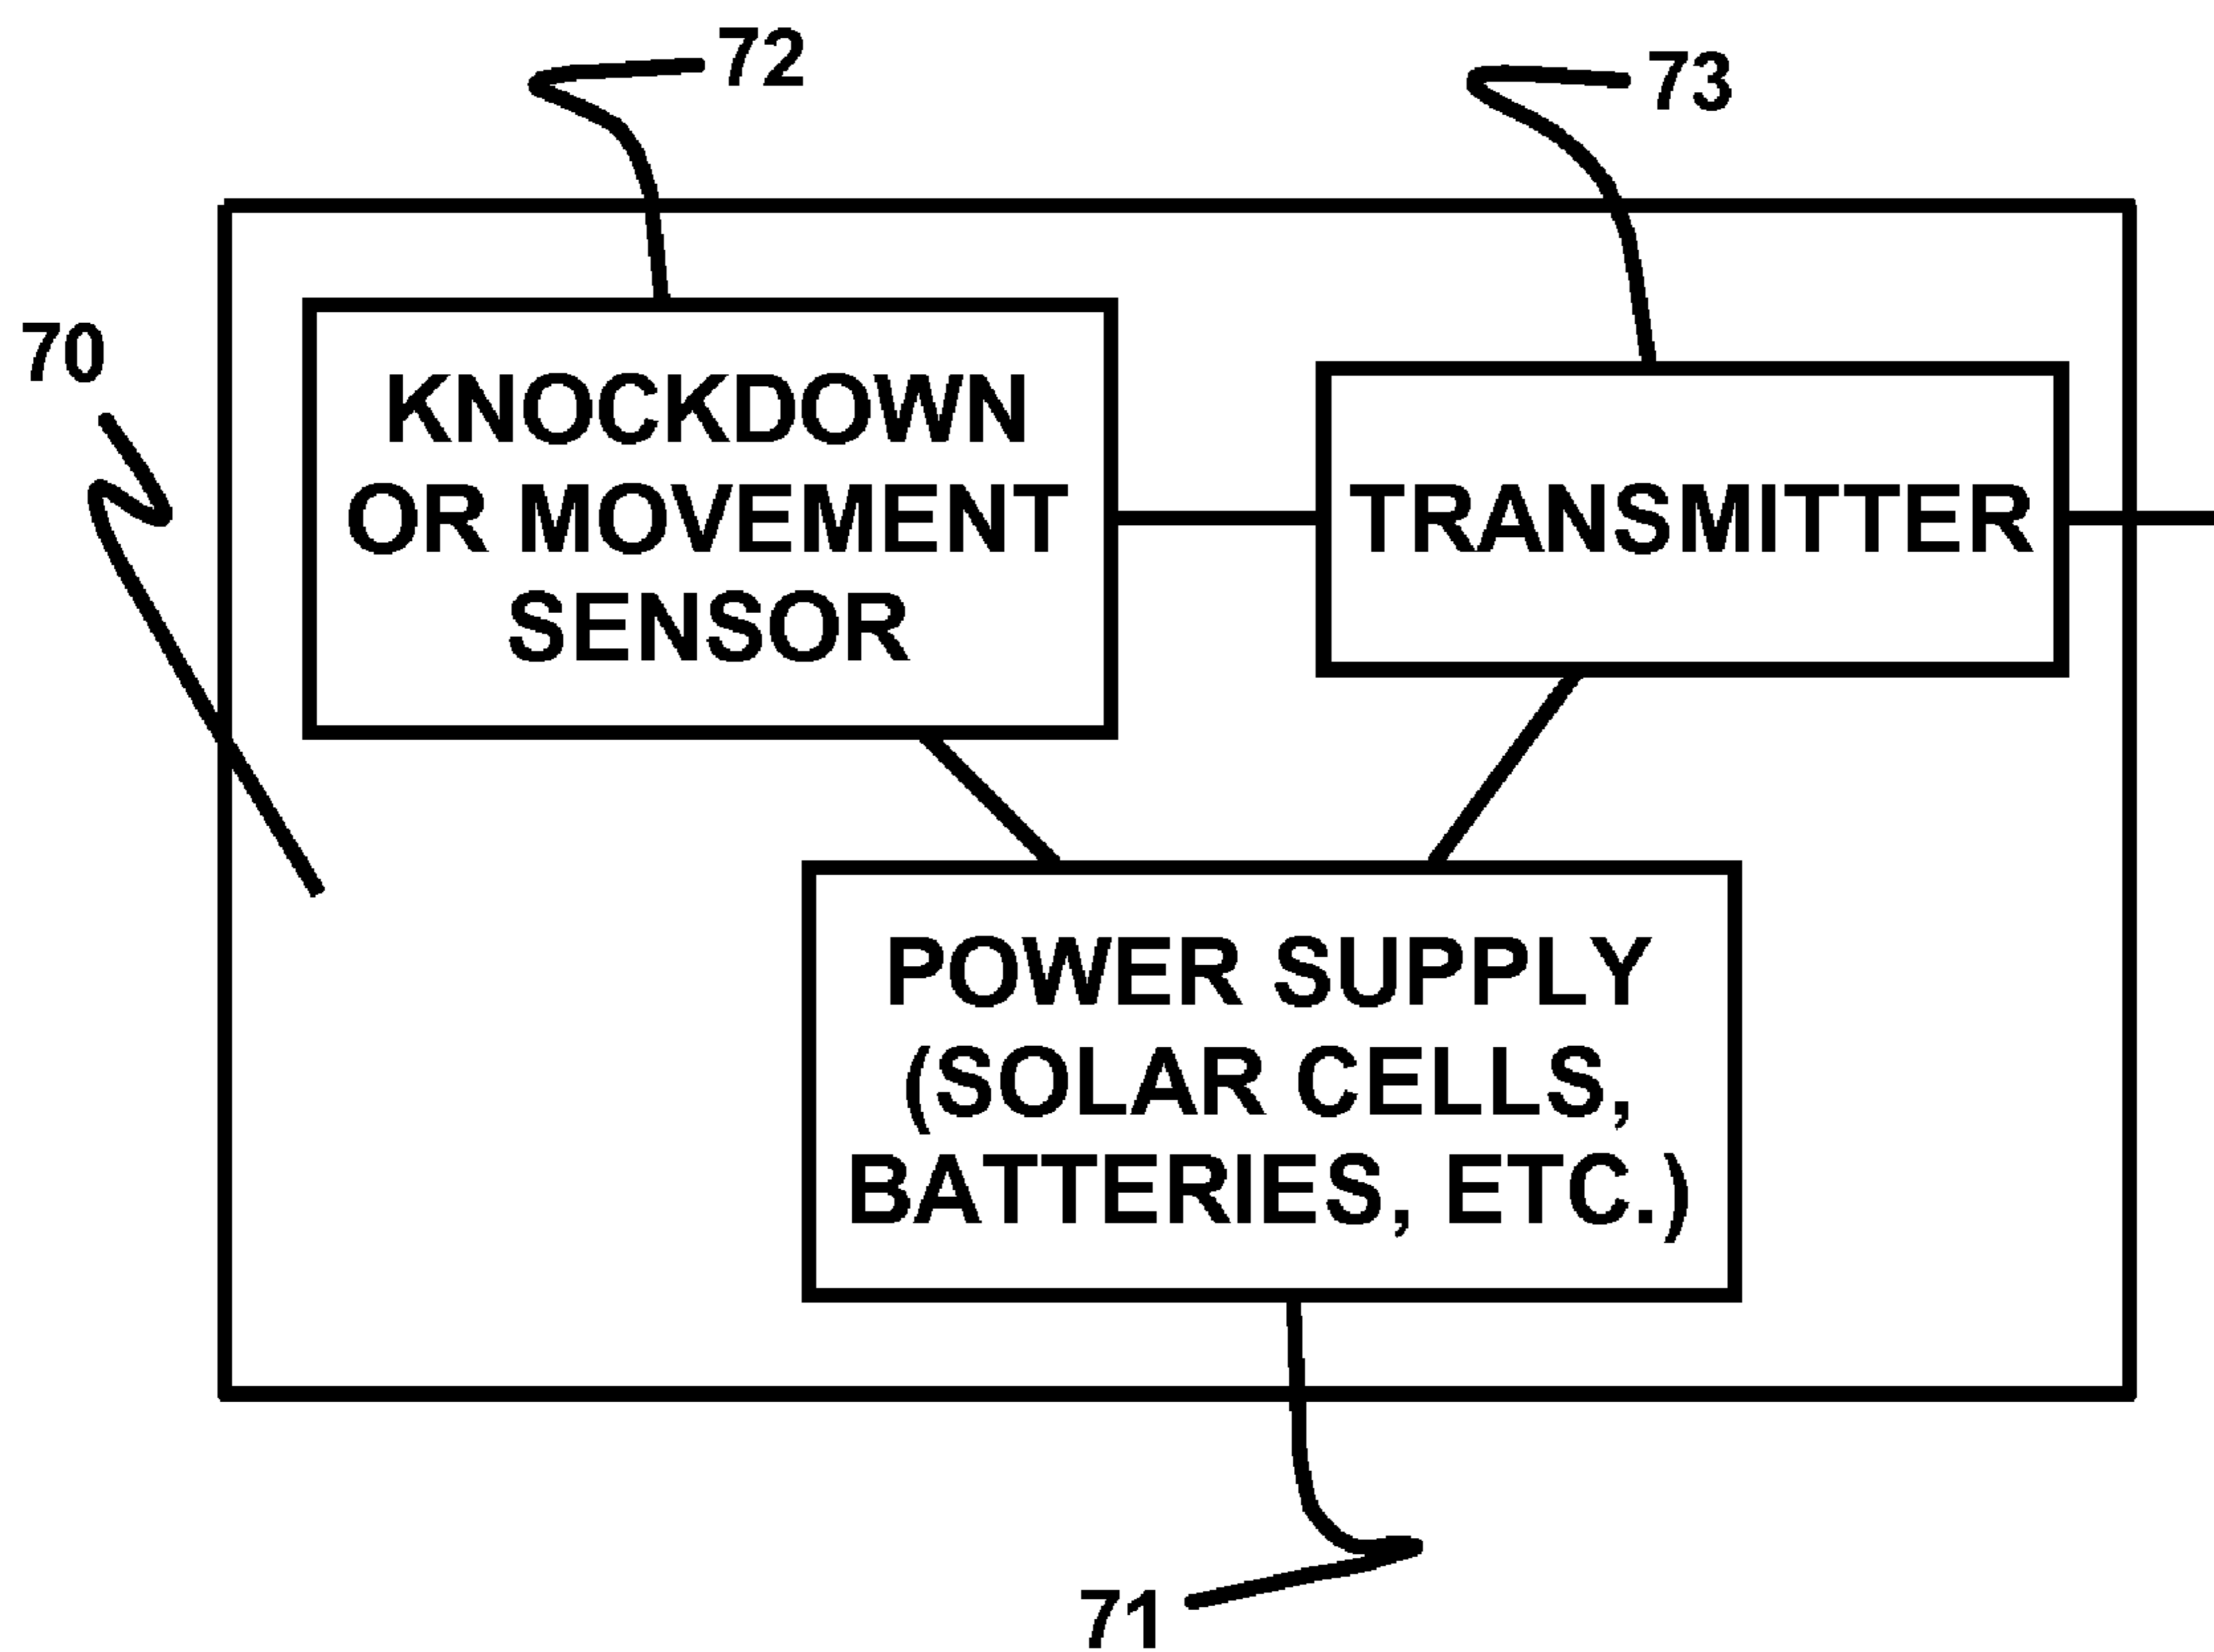 72
73
70
KNOCKDOWN
OR MOVEMENT
SENSOR
TRANSMITTER
POWER SUPPLY
(SOLAR CELLS,
BATTERIES, ETC.)
71